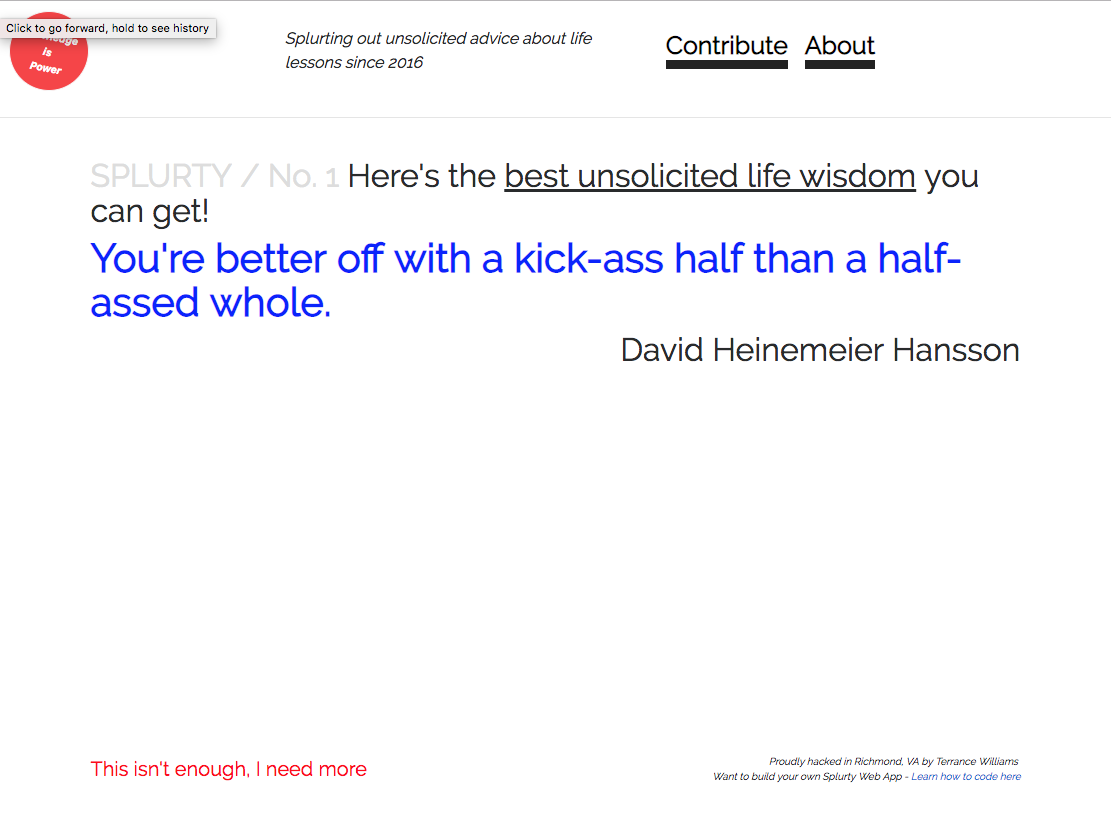 Click to go forward, hold to see history
is
Power
Splurting out unsolicited advice about life
lessons since 2016
Contribute
About
SPLURTY / No. 1 Here's the best unsolicited life wisdom you
can get!
You're better off with a kick-ass half than a half-
assed whole.
David Heinemeier Hansson
This isn't enough, I need more
Proudly hacked in Richmond, VA by Terrance Williams
Want to build your own Splurty Web App - Learn how to code here